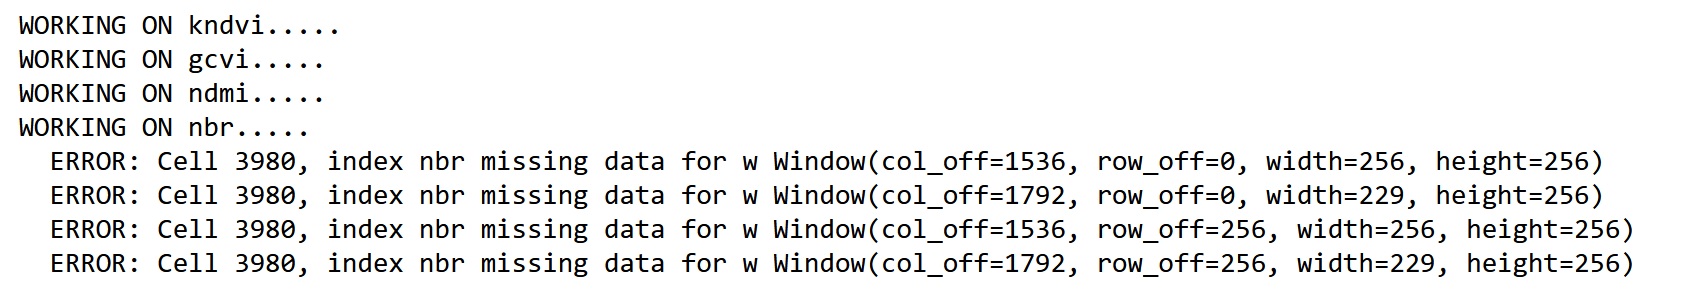 WORKING ON kndvi.....
WORKING ON gcvi.....
WORKING ON ndmi.....
WORKING ON nbr.....
ERROR: Cell 3980, index nbr missing data for w Window(col_off=1536, row_off=0, width=256, height=256)
ERROR: Cell 3980, index nbr missing data for w Window(col_off=1792, row_off=0, width=229, height=256)
ERROR: Cell 3980, index nbr missing data for w Window(col_off=1536, row_off=256, width=256, height=256)
ERROR: Cell 3980, index nbr missing data for w Window(col_off=1792, row_off=256, width=229, height=256)